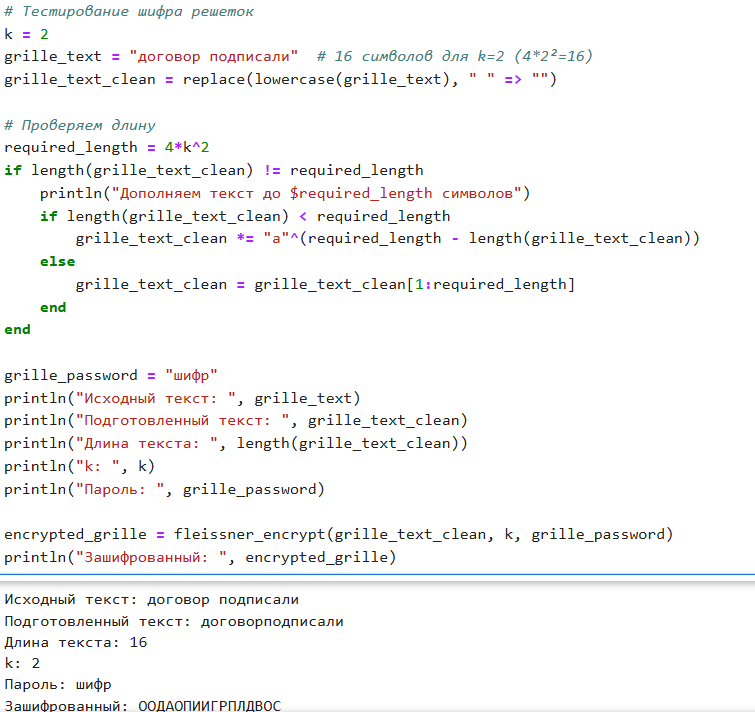 # Тестирование шифра решеток
k = 2
grille_text = "договор подписали"  # 16 символов для k=2 (4*2²=16)
grille_text_clean = replace(lowercase(grille_text), " " => "")

# Проверяем длину
required_length = 4*k^2
if length(grille_text_clean) != required_length
    println("Дополняем текст до $required_length символов")
    if length(grille_text_clean) < required_length
        grille_text_clean *= "а"^(required_length - length(grille_text_clean))
    else
        grille_text_clean = grille_text_clean[1:required_length]
    end
end

grille_password = "шифр"
println("Исходный текст: ", grille_text)
println("Подготовленный текст: ", grille_text_clean)
println("Длина текста: ", length(grille_text_clean))
println("k: ", k)
println("Пароль: ", grille_password)

encrypted_grille = fleissner_encrypt(grille_text_clean, k, grille_password)
println("Зашифрованный: ", encrypted_grille)
Исходный текст: договор подписали
Подготовленный текст: договорподписали
Длина текста: 16
k: 2
Пароль: шифр
Зашифрованный: ООДАОПИИГРПЛДВОС